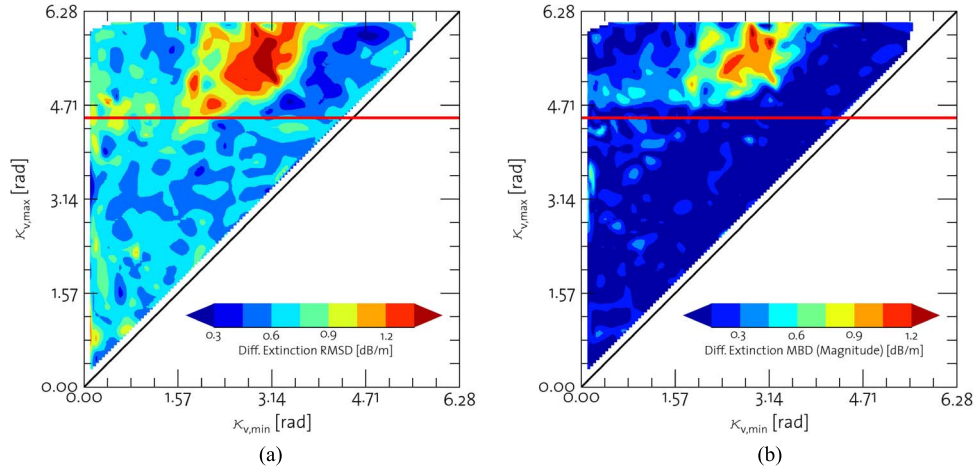 6.28
4.71
3.14
1.57
0.00
κv,max [rad]
0.3 0.6 0.9 1.2
Diff. Extinction RMSD [dB/m]
0.00 1.57 3.14 4.71 6.28
κv,min [rad]
(a)
6.28
4.71
3.14
1.57
0.00
κv,max [rad]
0.3 0.6 0.9 1.2
Diff. Extinction MBD (Magnitude) [dB/m]
0.00 1.57 3.14 4.71 6.28
κv,min [rad]
(b)